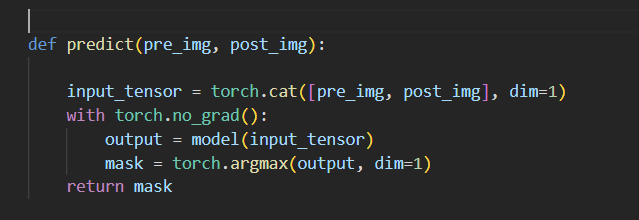 def predict(pre_img, post_img):
    input_tensor = torch.cat([pre_img, post_img], dim=1)
    with torch.no_grad():
        output = model(input_tensor)
        mask = torch.argmax(output, dim=1)
    return mask